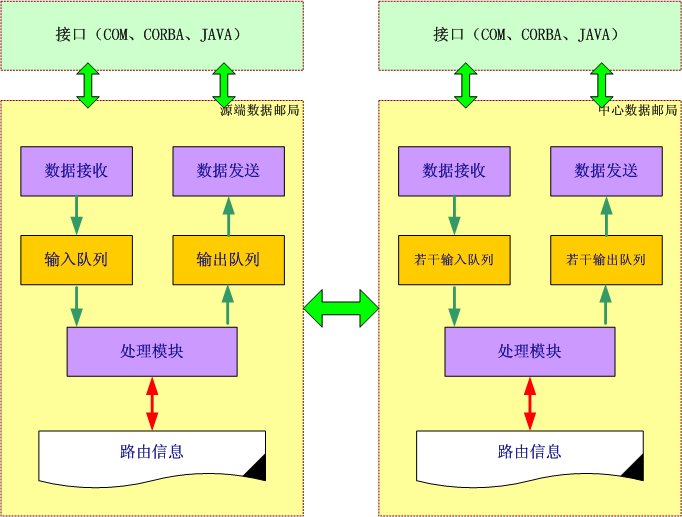 接口（COM、CORBA、JAVA）
源端数据邮局
数据接收
数据发送
输入队列
输出队列
处理模块
路由信息
接口（COM、CORBA、JAVA）
中心数据邮局
数据接收
数据发送
若干输入队列
若干输出队列
处理模块
路由信息